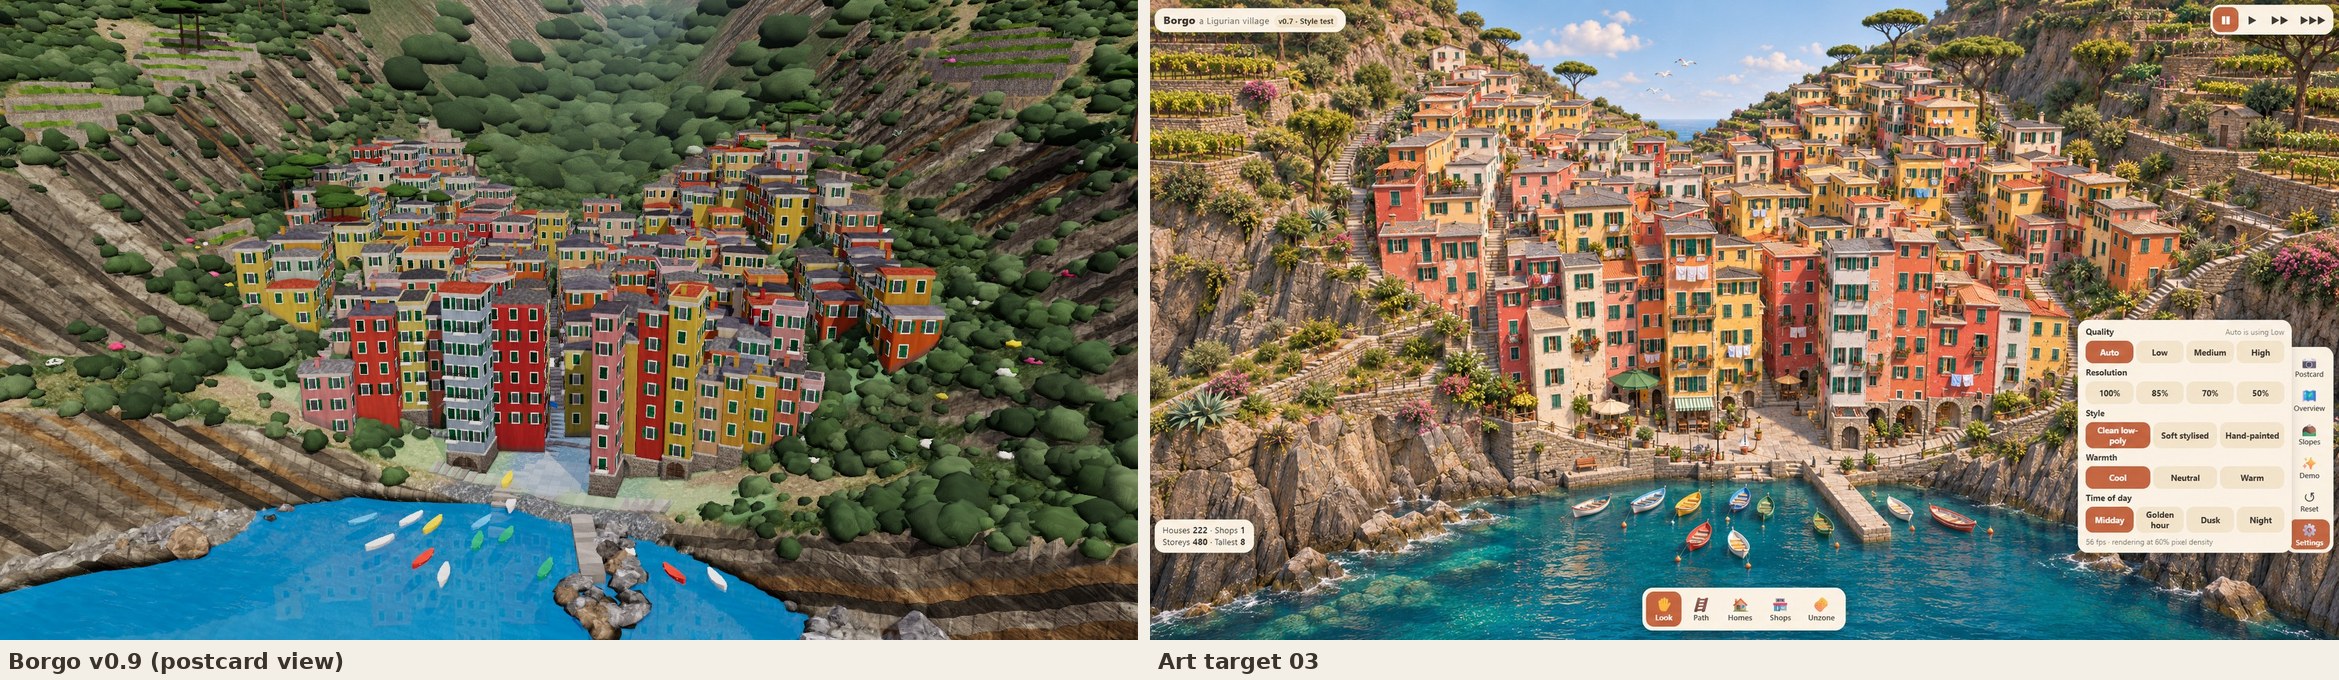 Borgo a Ligurian village v0.7 · Style test
Quality Auto is using Low
Auto Low Medium High
Resolution
100% 85% 70% 50%
Style
Clean low-poly Soft stylised Hand-painted
Warmth
Cool Neutral Warm
Time of day
Midday Golden hour Dusk Night
56 fps · rendering at 60% pixel density
Postcard
Overview
Slopes
Demo
Reset
Settings
Houses 222 · Shops 1
Storeys 480 · Tallest 8
Look Path Homes Shops Unzone
Borgo v0.9 (postcard view)
Art target 03